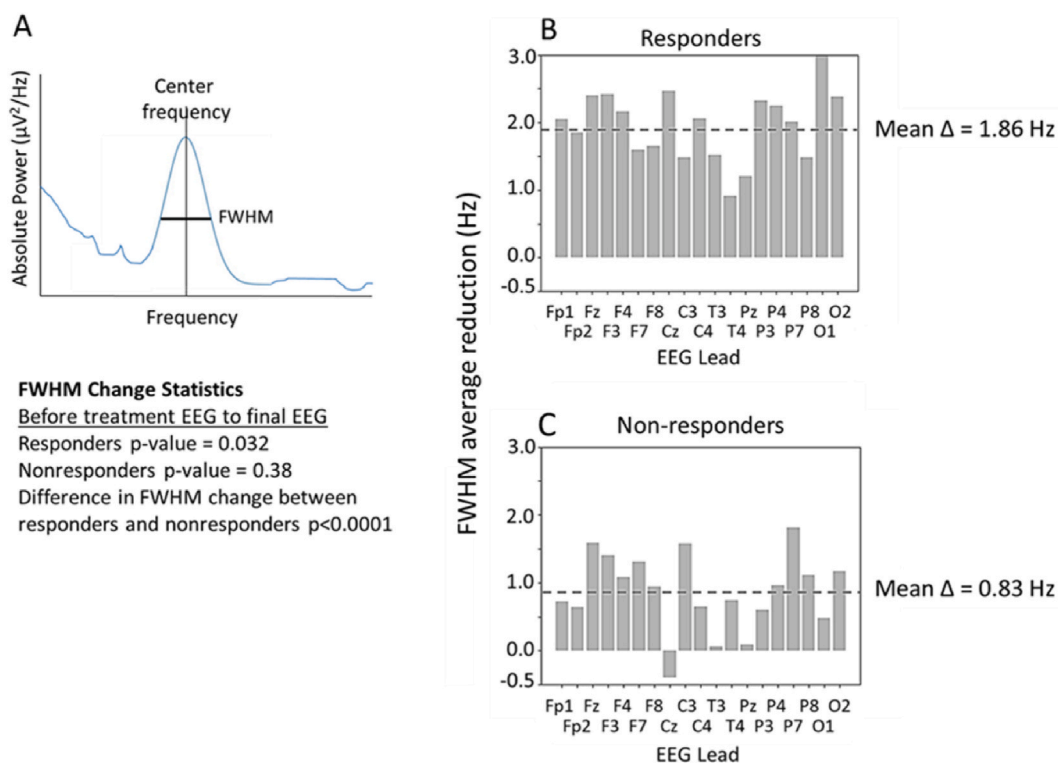 A
Absolute Power (µV²/Hz)
Center
frequency
FWHM
Frequency
FWHM Change Statistics
Before treatment EEG to final EEG
Responders p-value = 0.032
Nonresponders p-value = 0.38
Difference in FWHM change between
responders and nonresponders p<0.0001
FWHM average reduction (Hz)
B
Responders
3.0
2.0
1.0
0.0
-0.5
Mean Δ = 1.86 Hz
Fp1 Fz F4 F8 C3 T3 Pz P4 P8 O2
Fp2 F3 F7 Cz C4 T4 P3 P7 O1
EEG Lead
C
Non-responders
3.0
2.0
1.0
0.0
-0.5
Mean Δ = 0.83 Hz
Fp1 Fz F4 F8 C3 T3 Pz P4 P8 O2
Fp2 F3 F7 Cz C4 T4 P3 P7 O1
EEG Lead